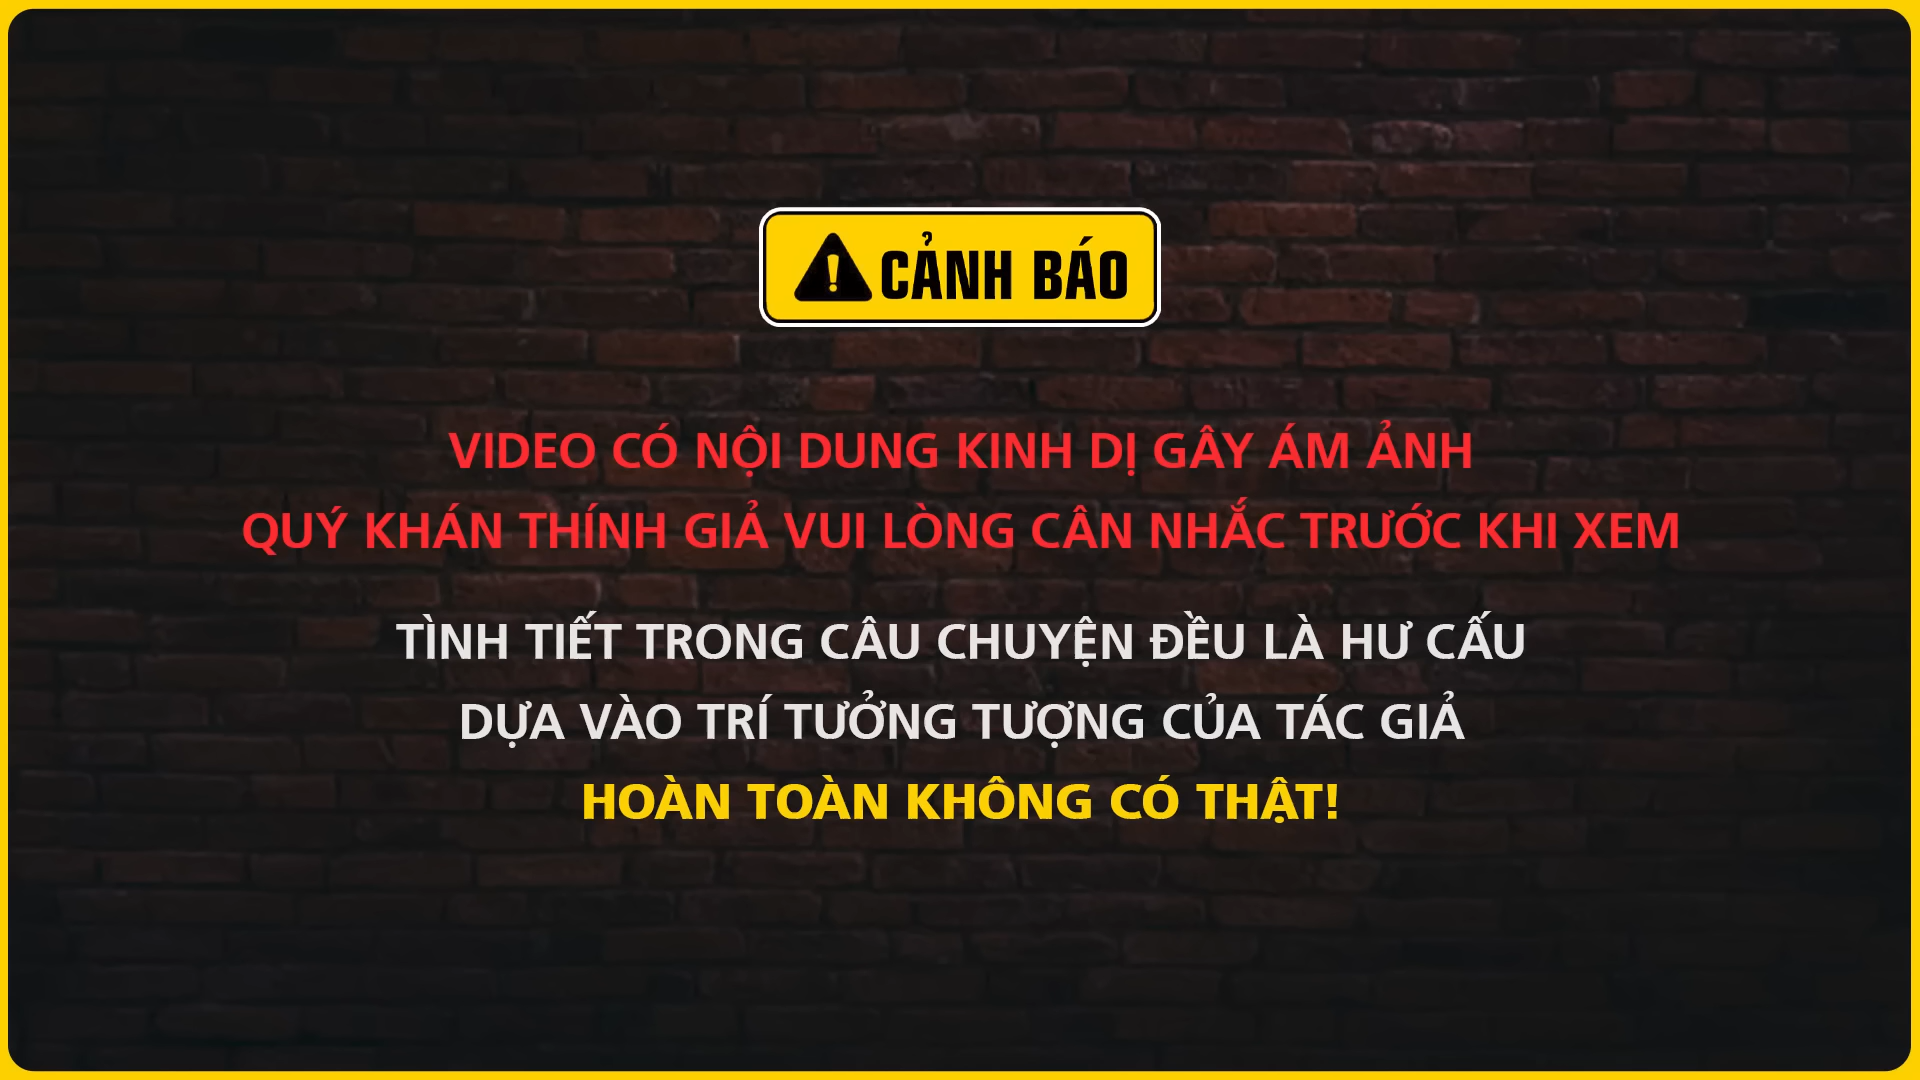 CẢNH BÁO
VIDEO CÓ NỘI DUNG KINH DỊ GÂY ÁM ẢNH
QUÝ KHÁN THÍNH GIẢ VUI LÒNG CÂN NHẮC TRƯỚC KHI XEM
TÌNH TIẾT TRONG CÂU CHUYỆN ĐỀU LÀ HƯ CẤU
DỰA VÀO TRÍ TƯỞNG TƯỢNG CỦA TÁC GIẢ
HOÀN TOÀN KHÔNG CÓ THẬT!